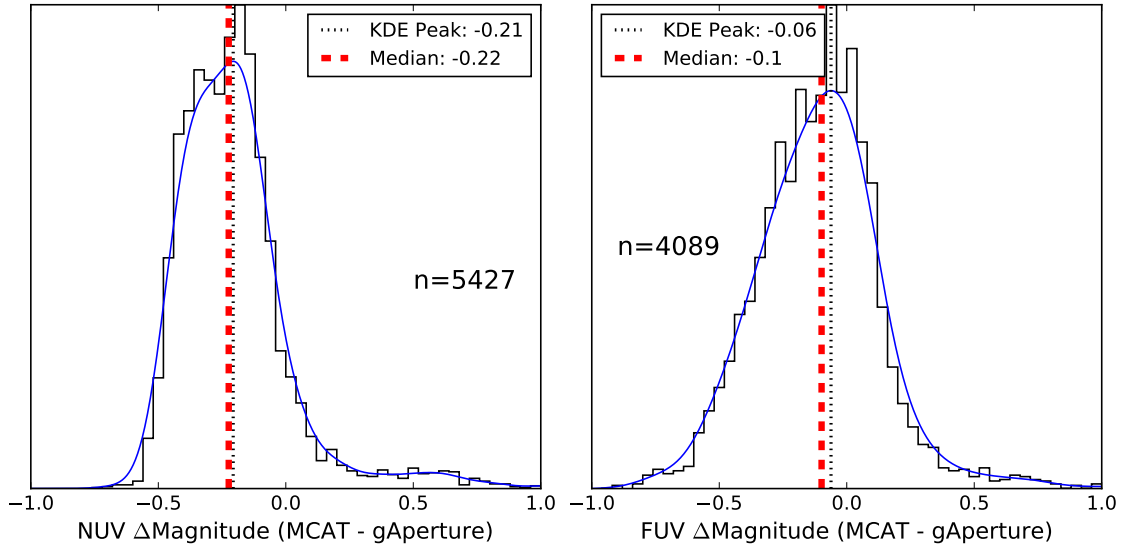 KDE Peak: -0.21
Median: -0.22
n=5427
−1.0 −0.5 0.0 0.5 1.0
NUV ΔMagnitude (MCAT - gAperture)
KDE Peak: -0.06
Median: -0.1
n=4089
−1.0 −0.5 0.0 0.5 1.0
FUV ΔMagnitude (MCAT - gAperture)